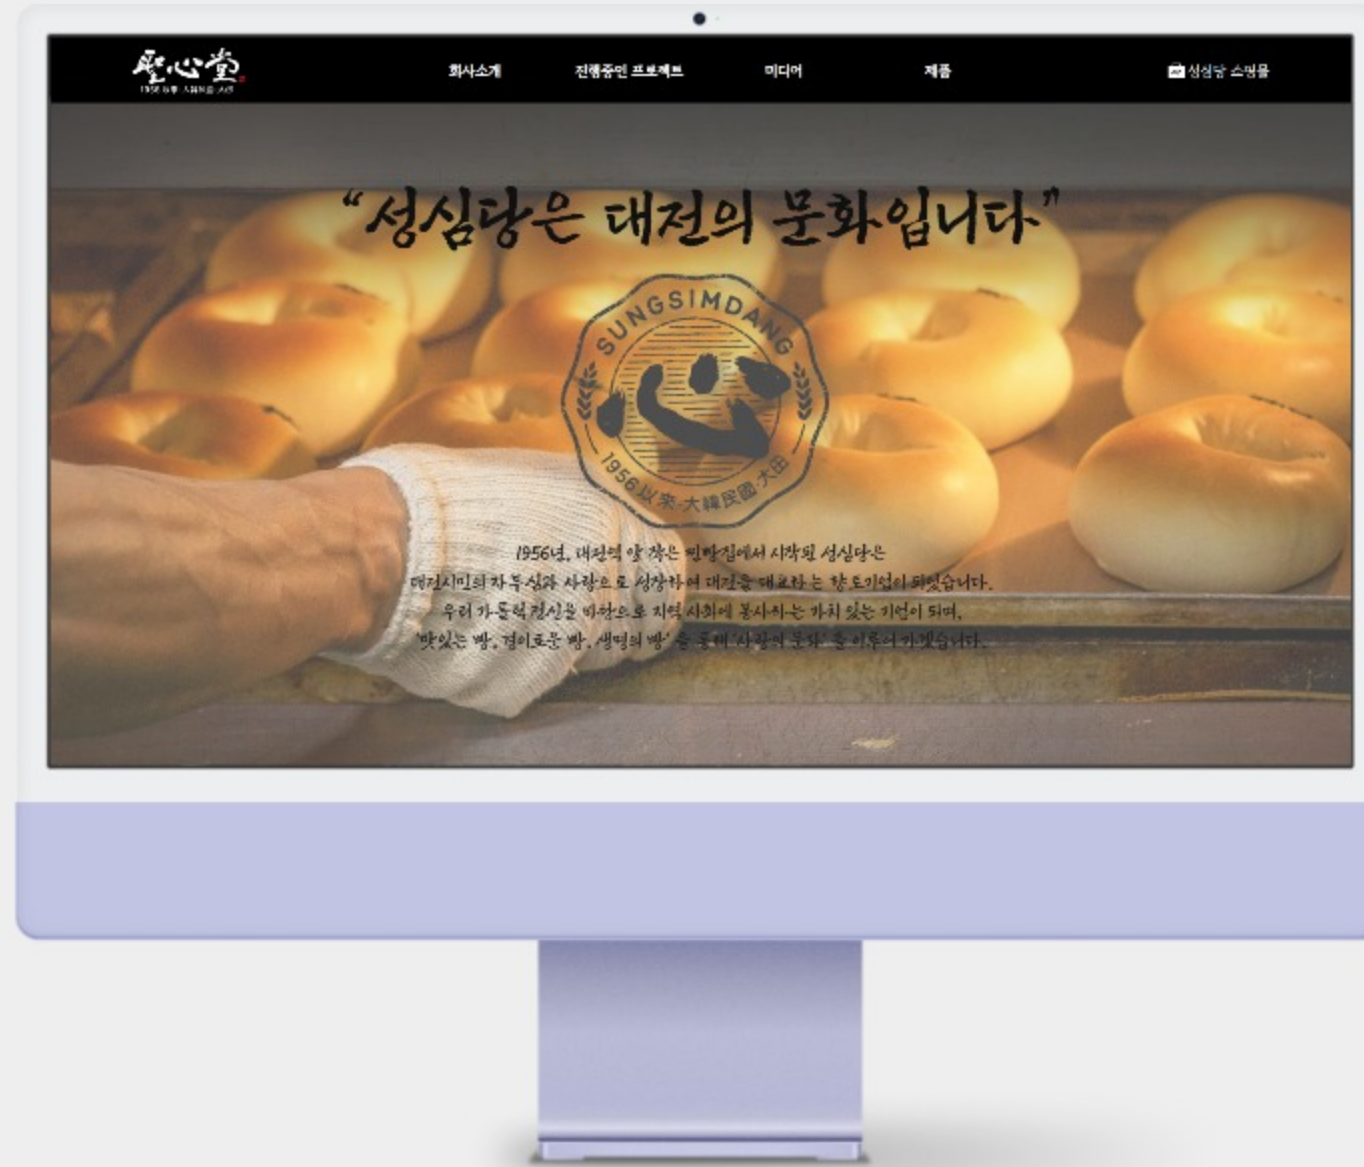 聖心堂
회사소개
진행중인 프로젝트
미디어
제품
성심당 쇼핑몰
“성심당은 대전의 문화입니다”
SUNGSIMDANG
心
1956 以來·大韓民國·大田
1956년, 대전역 앞 작은 찐빵집에서 시작된 성심당은
대전시민의 자부심과 사랑으로 성장하여 대전을 대표하는 향토기업이 되었습니다.
우리 가톨릭 정신을 바탕으로 지역 사회에 봉사하는 가치 있는 기업이 되며,
'맛있는 빵, 경이로운 빵, 생명의 빵' 을 통해 '사랑의 문화' 를 이루어 가겠습니다.